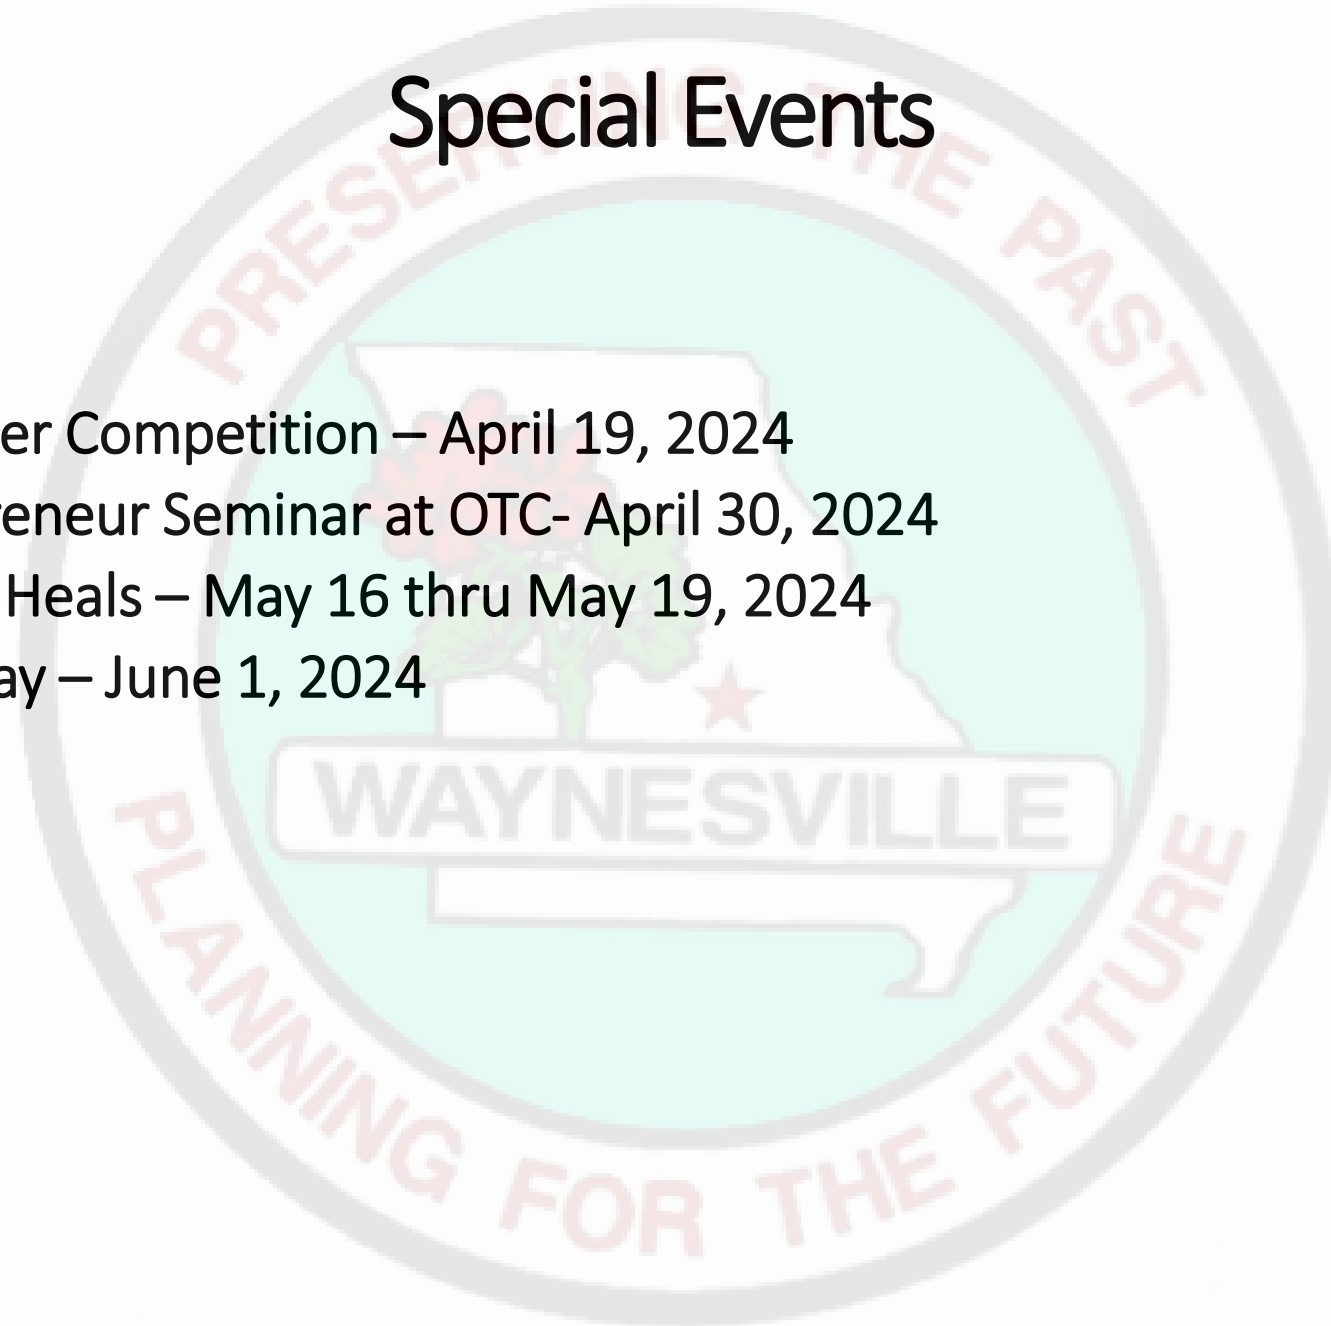 Special Events
er Competition – April 19, 2024
reneur Seminar at OTC- April 30, 2024
Heals – May 16 thru May 19, 2024
ay – June 1, 2024
PRESERVING THE PAST
WAYNESVILLE
PLANNING FOR THE FUTURE